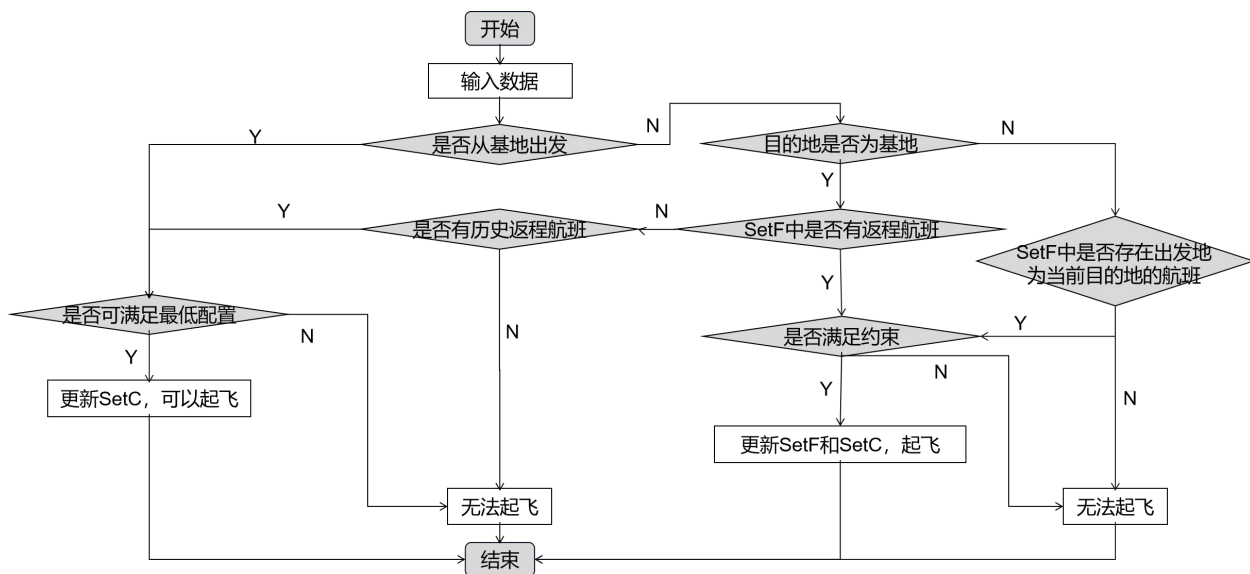 开始
输入数据
是否从基地出发
Y
N
目的地是否为基地
N
Y
是否有历史返程航班
Y
N
SetF中是否有返程航班
SetF中是否存在出发地
为当前目的地的航班
Y
是否可满足最低配置
N
Y
N
是否满足约束
Y
N
Y
N
更新SetC，可以起飞
更新SetF和SetC，起飞
无法起飞
无法起飞
结束